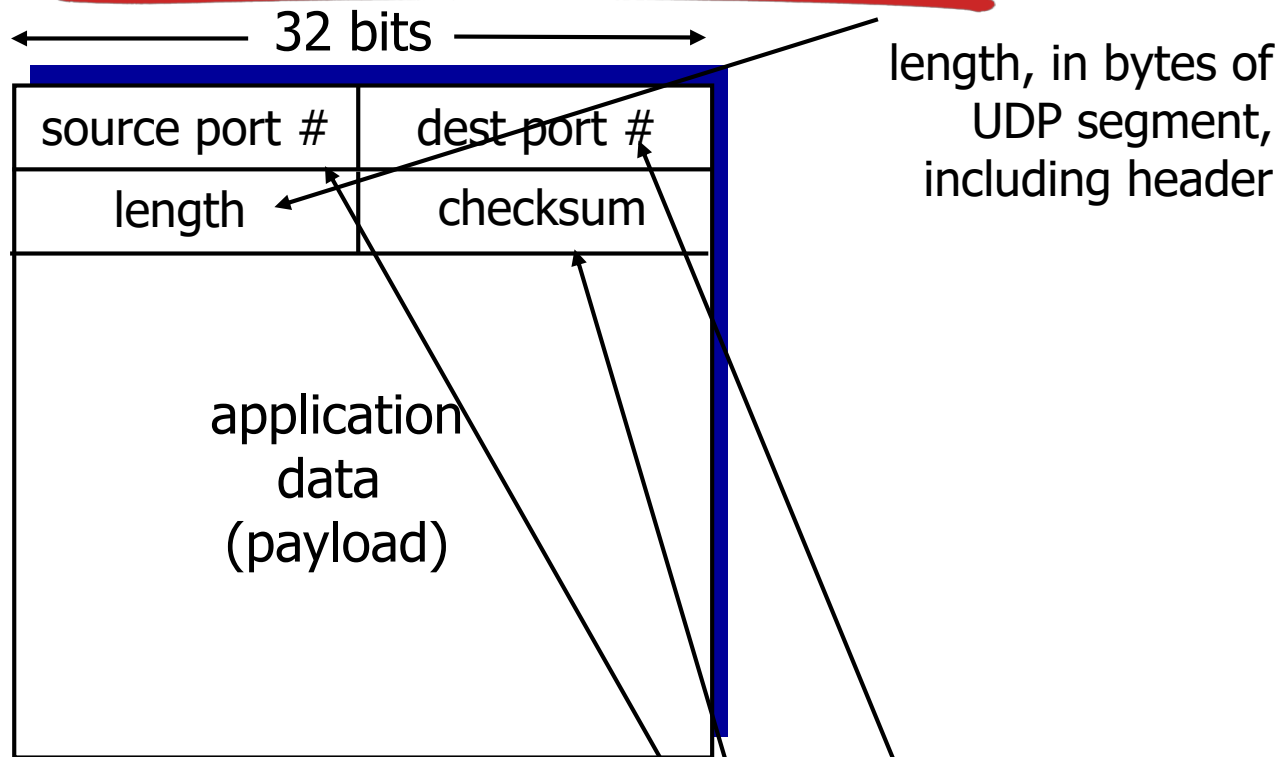 32 bits
length, in bytes of
UDP segment,
including header
source port #
dest port #
length
checksum
application
data
(payload)